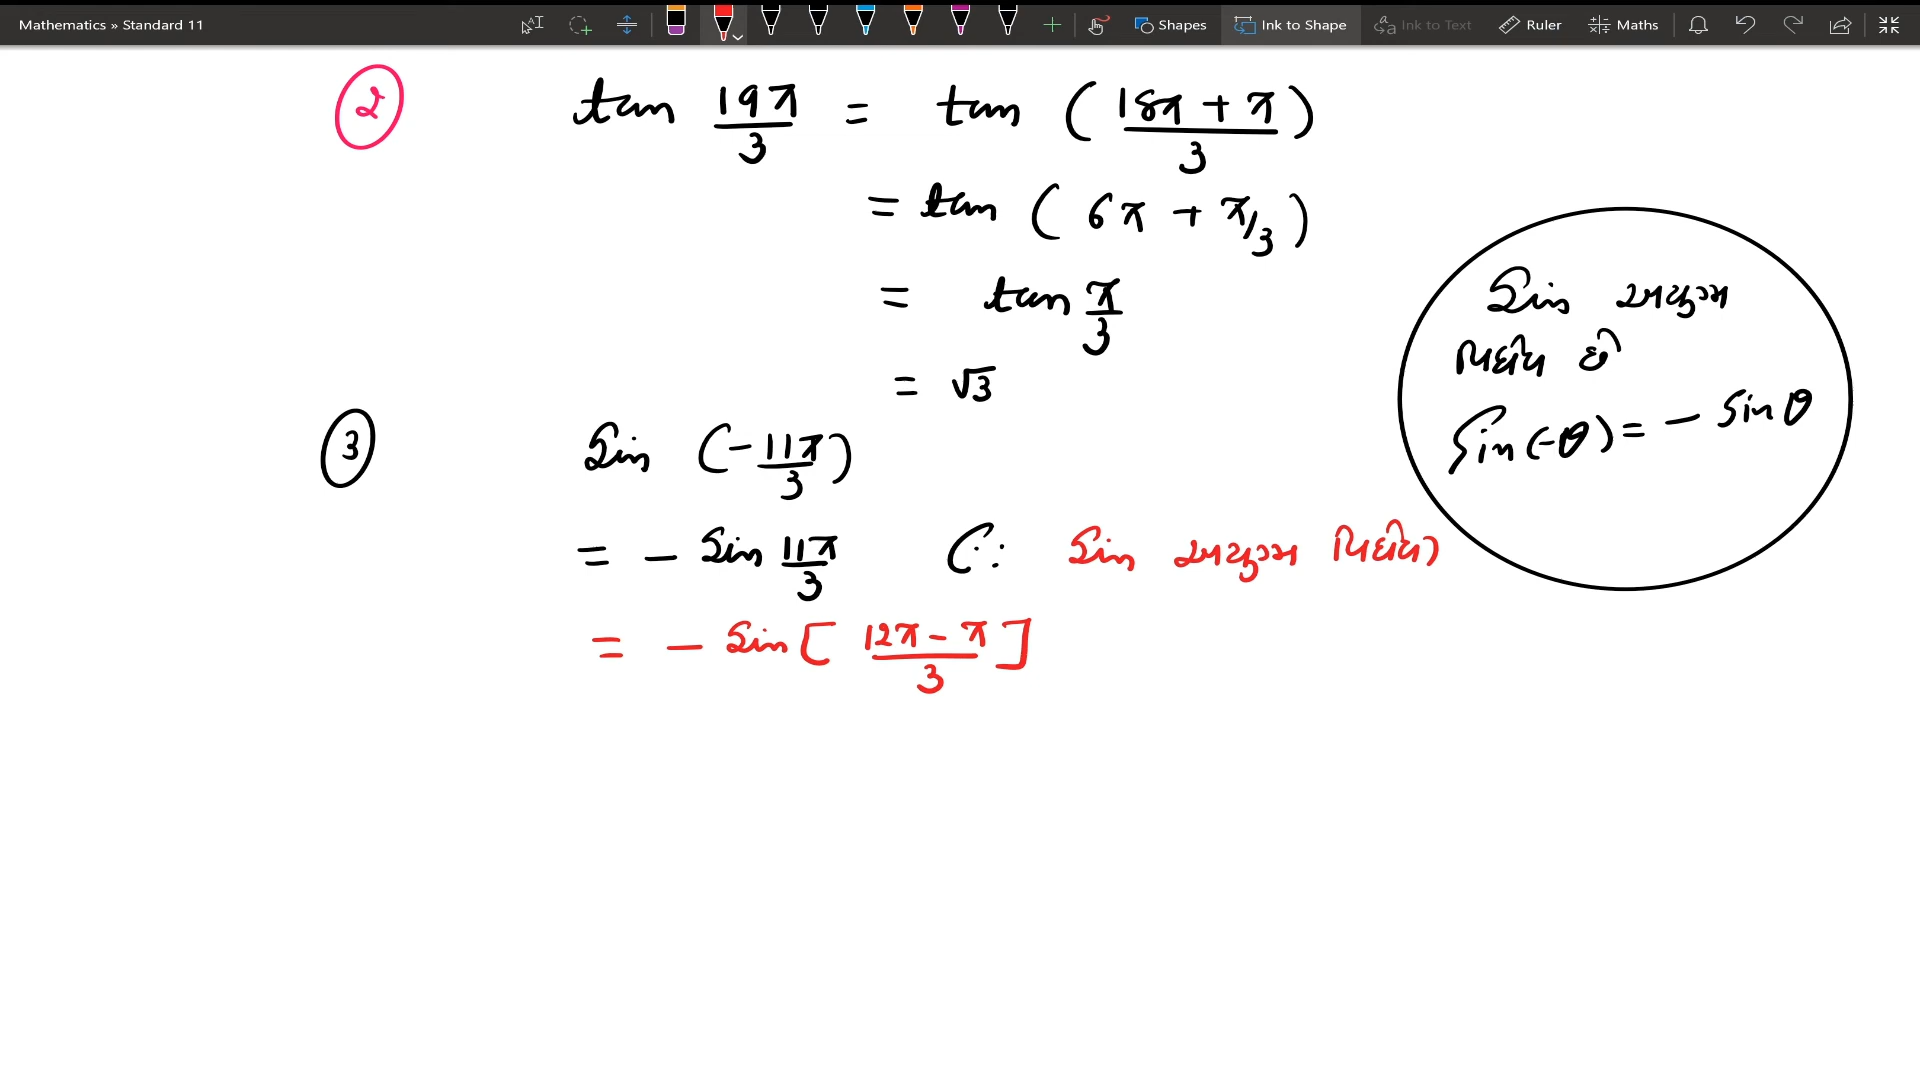 Mathematics » Standard 11
Shapes Ink to Shape Ink to Text Ruler Maths
2 tan 19π/3 = tan (18π + π/3)
= tan (6π + π/3)
= tan π/3
= √3
3 Sin (-11π/3)
= - Sin 11π/3 (∵ Sin અયુગ્મ વિધેય)
= - Sin [12π - π/3]
Sin અયુગ્મ
વિધેય છે
Sin(-θ) = - Sin θ